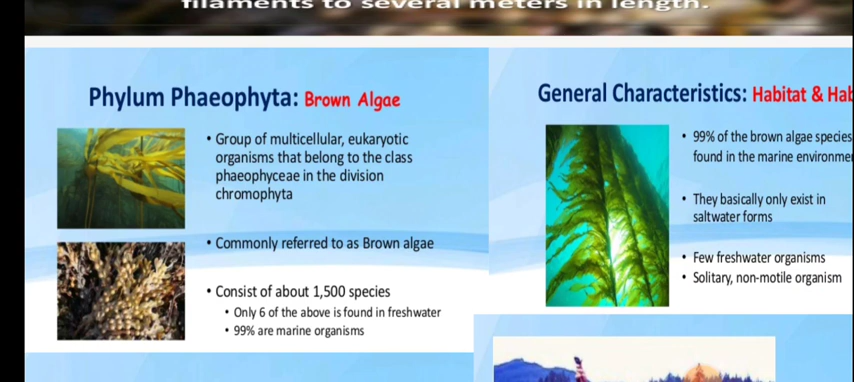 filaments to several meters in length.
Phylum Phaeophyta: Brown Algae
• Group of multicellular, eukaryotic
organisms that belong to the class
phaeophyceae in the division
chromophyta
• Commonly referred to as Brown algae
• Consist of about 1,500 species
• Only 6 of the above is found in freshwater
• 99% are marine organisms
General Characteristics: Habitat & Hab
• 99% of the brown algae species
found in the marine environme
• They basically only exist in
saltwater forms
• Few freshwater organisms
• Solitary, non-motile organism